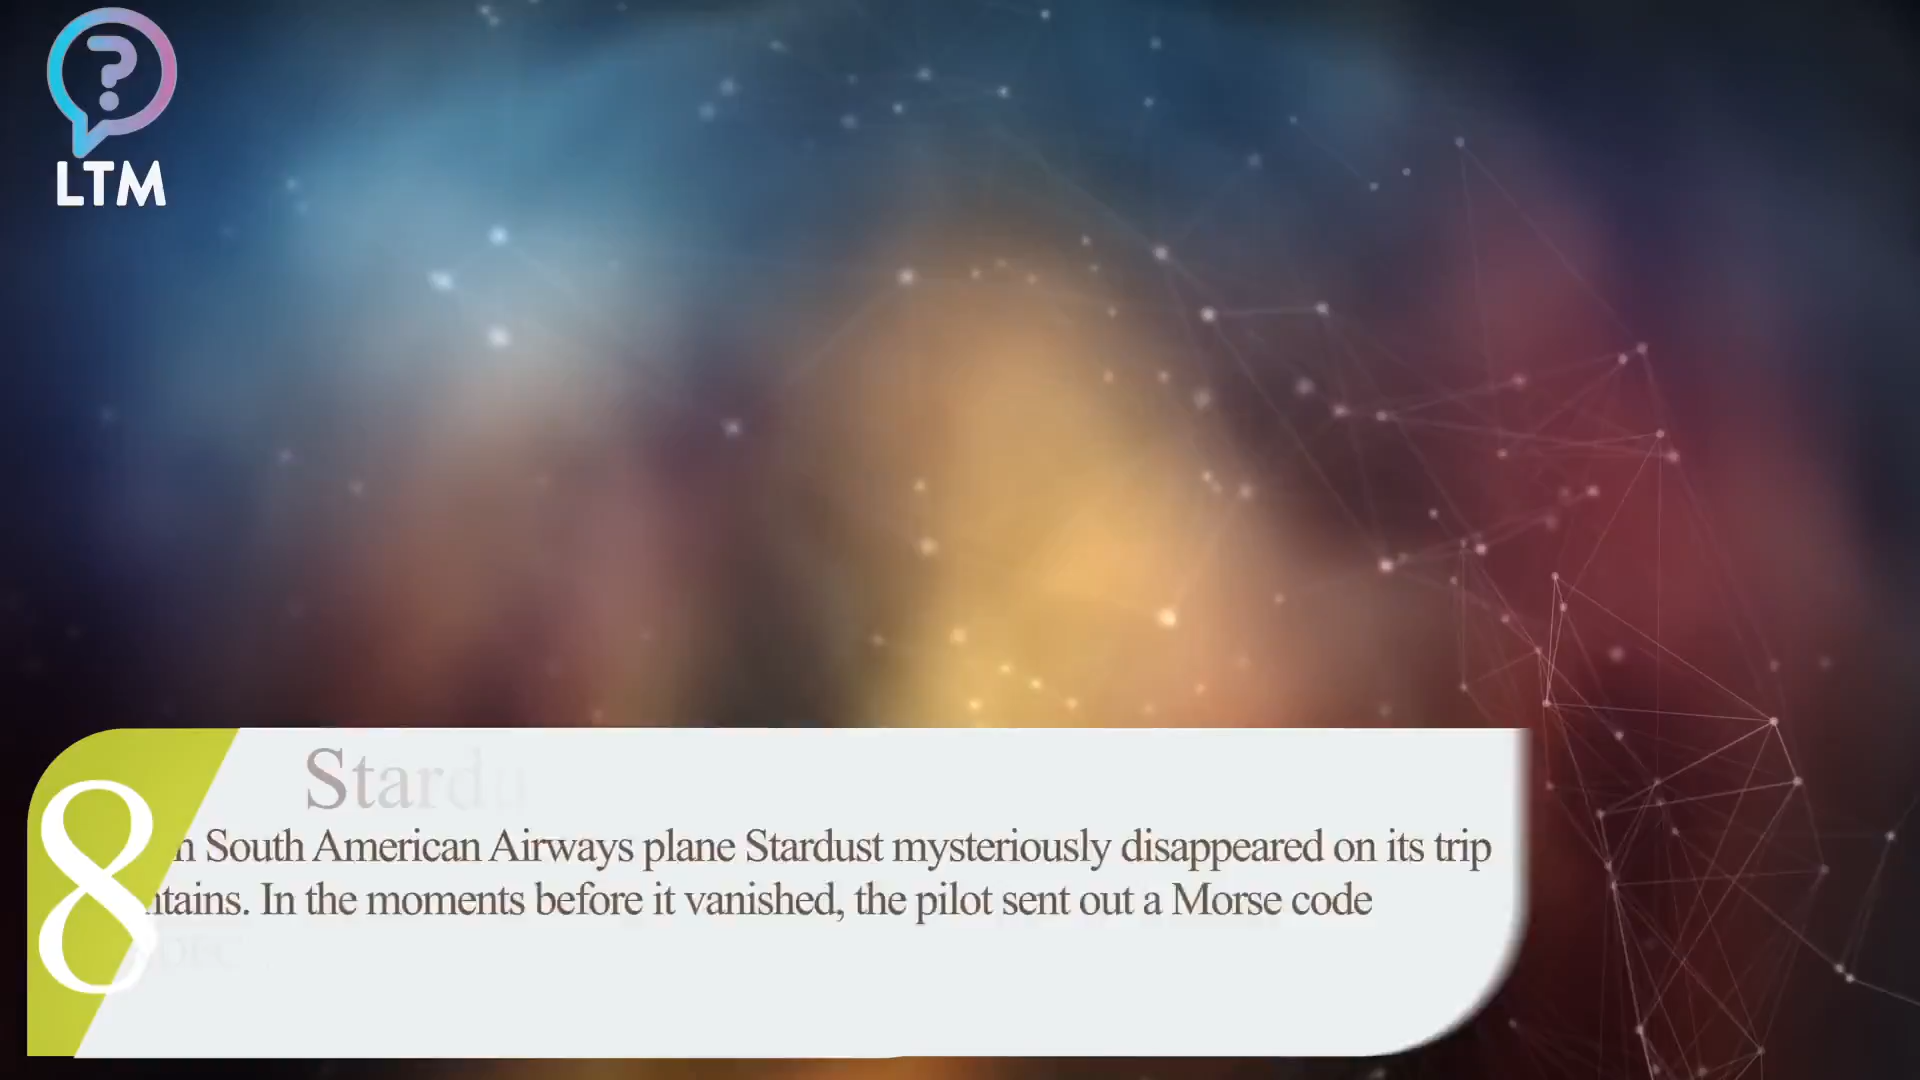 LTM
Stardu
8
n South American Airways plane Stardust mysteriously disappeared on its trip
ntains. In the moments before it vanished, the pilot sent out a Morse code